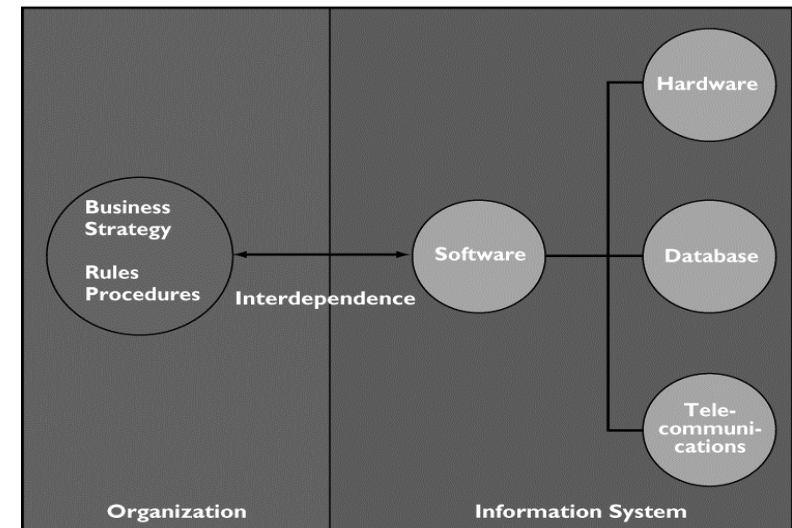 Business
Strategy
Rules
Procedures
Interdependence
Software
Hardware
Database
Tele-
communi-
cations
Organization
Information System